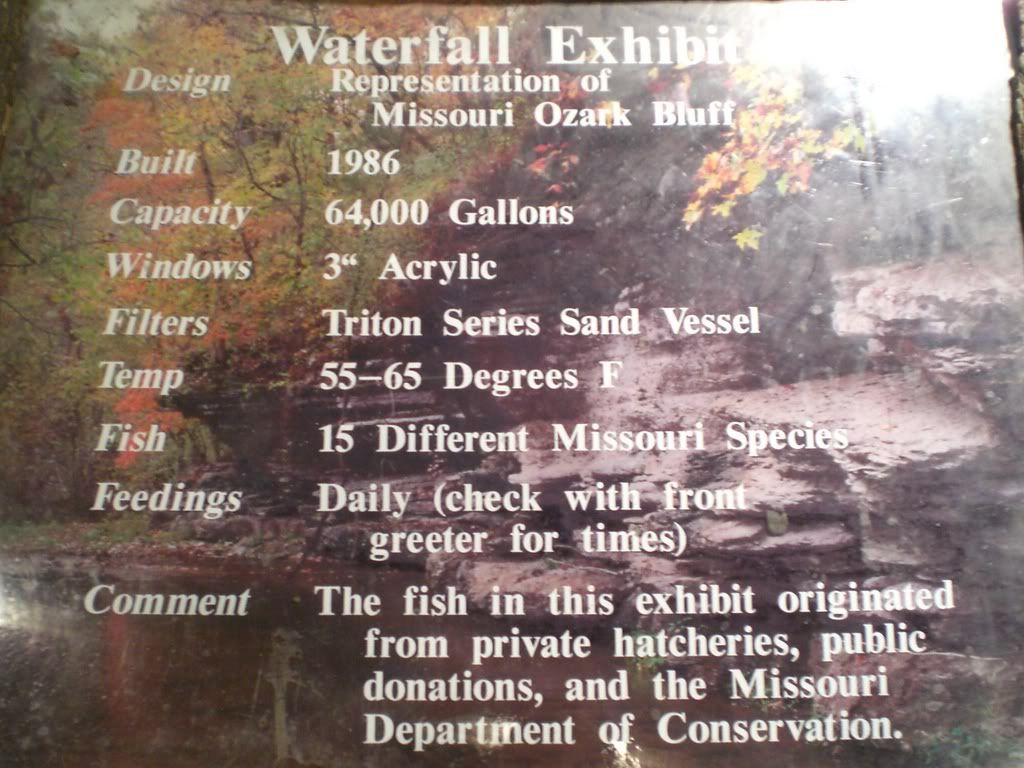 Waterfall Exhibit
Design Representation of
Missouri Ozark Bluff
Built 1986
Capacity 64,000 Gallons
Windows 3“ Acrylic
Filters Triton Series Sand Vessel
Temp 55–65 Degrees F
Fish 15 Different Missouri Species
Feedings Daily (check with front
greeter for times)
Comment The fish in this exhibit originated
from private hatcheries, public
donations, and the Missouri
Department of Conservation.